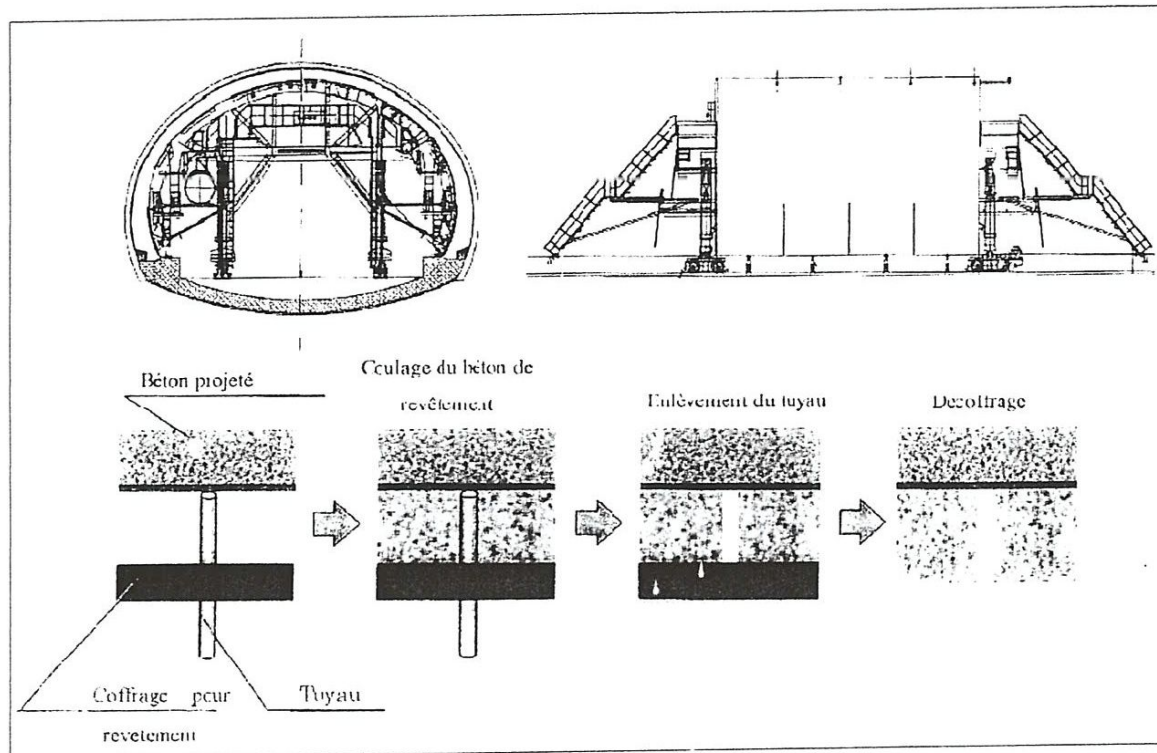 Béton projeté
Coulage du béton de
revêtement
Enlèvement du tuyau
Decoffrage
Coffrage pour
revetement
Tuyau